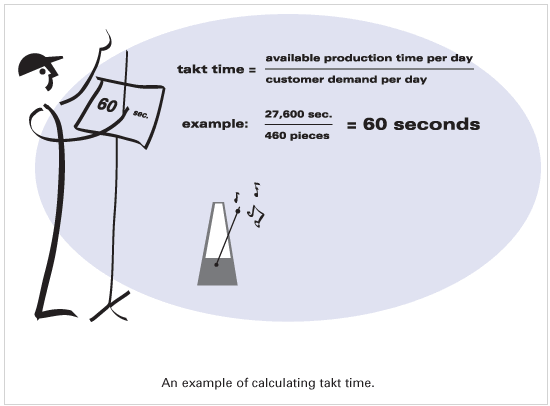 takt time = available production time per day
customer demand per day
60 sec.
example: 27,600 sec. = 60 seconds
460 pieces
An example of calculating takt time.